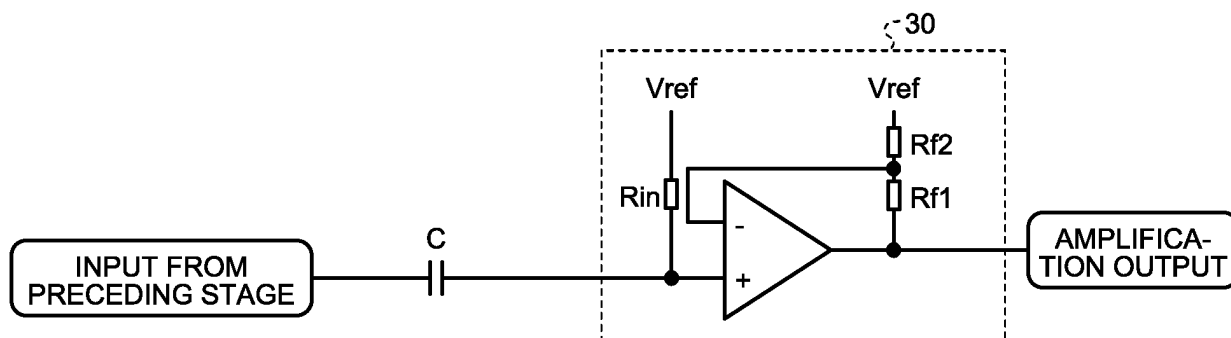 30
Vref
Vref
Rf2
Rin
Rf1
-
C
+
INPUT FROM
PRECEDING STAGE
AMPLIFICA-
TION OUTPUT